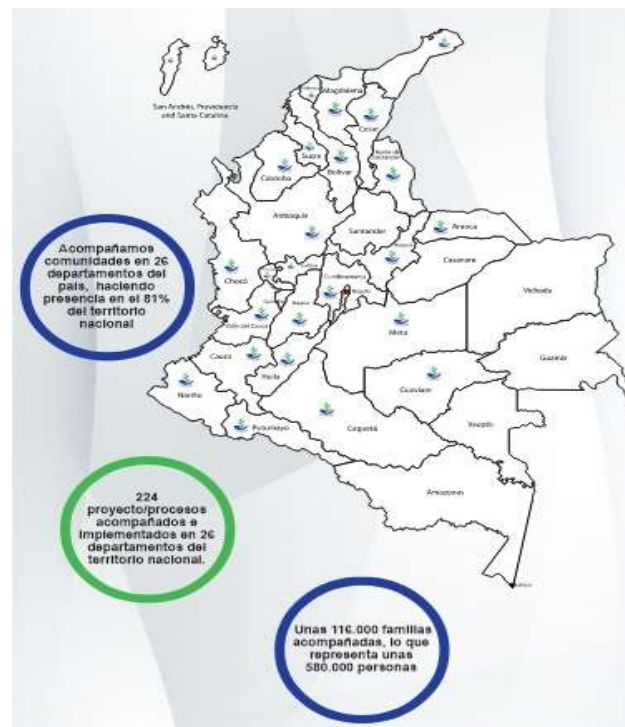 San Andrés, Providencia
and Santa Catalina
Magdalena
Cesar
Sucre
Bolívar
Córdoba
Antioquia
Santander
Arauca
Casanare
Vichada
Chocó
Cundinamarca
Bogotá
Valle del Cauca
Meta
Guainía
Cauca
Huila
Guaviare
Nariño
Vaupés
Putumayo
Caquetá
Amazonas
Acompañamos
comunidades en 26
departamentos del
país, haciendo
presencia en el 81%
del territorio
nacional
224
proyecto/procesos
acompañados e
implementados en 26
departamentos del
territorio nacional.
Unas 116.000 familias
acompañadas, lo que
representa unas
580.000 personas